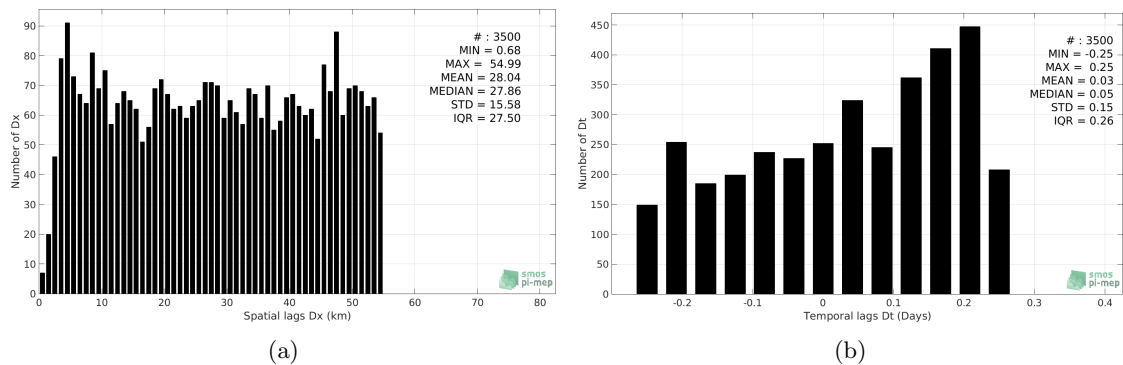 90
80
70
60
50
40
30
20
10
0
Number of Dx
# : 3500
MIN = 0.68
MAX = 54.99
MEAN = 28.04
MEDIAN = 27.86
STD = 15.58
IQR = 27.50
smos
pi-mep
0 10 20 30 40 50 60 70 80
Spatial lags Dx (km)
(a)
450
400
350
300
250
200
150
100
50
0
Number of Dt
# : 3500
MIN = -0.25
MAX = 0.25
MEAN = 0.03
MEDIAN = 0.05
STD = 0.15
IQR = 0.26
smos
pi-mep
-0.2 -0.1 0 0.1 0.2 0.3 0.4
Temporal lags Dt (Days)
(b)